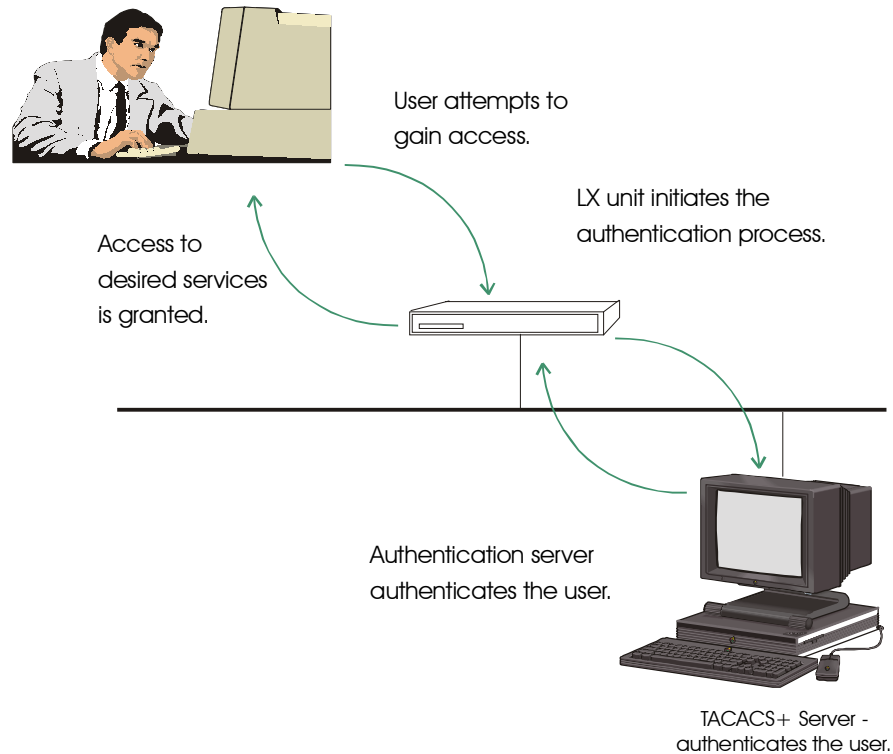 User attempts to
gain access.
LX unit initiates the
authentication process.
Access to
desired services
is granted.
Authentication server
authenticates the user.
TACACS+ Server -
authenticates the user.